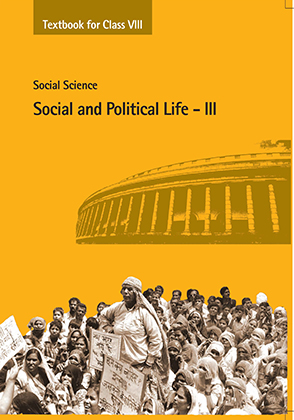 Textbook for Class VIII
Social Science
Social and Political Life – III